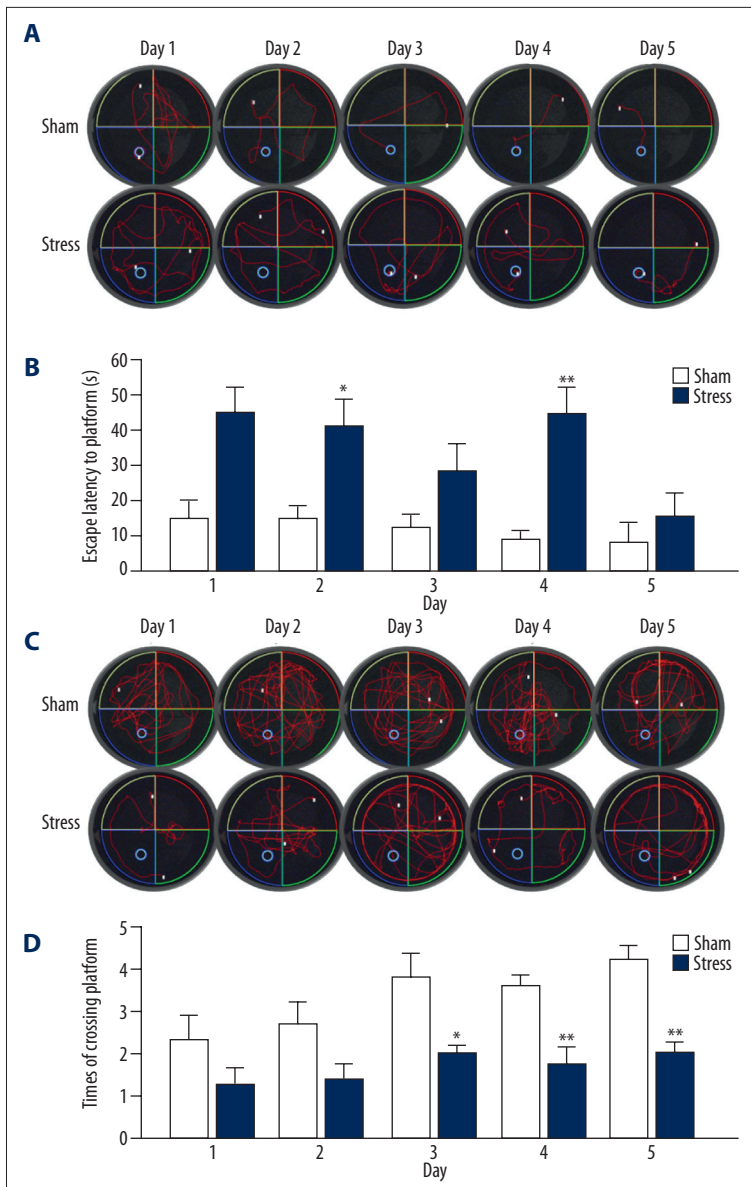 A
Day 1 Day 2 Day 3 Day 4 Day 5
Sham
Stress
B
Escape latency to platform (s)
60
50
40
30
20
10
0
* **
Sham
Stress
1 2 3 4 5
Day
C
Day 1 Day 2 Day 3 Day 4 Day 5
Sham
Stress
D
Times of crossing platform
5
4
3
2
1
0
* ** **
Sham
Stress
1 2 3 4 5
Day